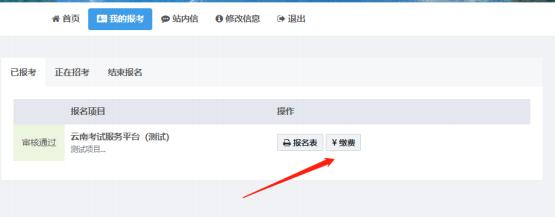 首页 我的报考 站内信 修改信息 退出
已报考 正在招考 结束报名
报名项目 操作
审核通过 云南考试服务平台（测试） 报名表 ¥ 缴费
测试项目...